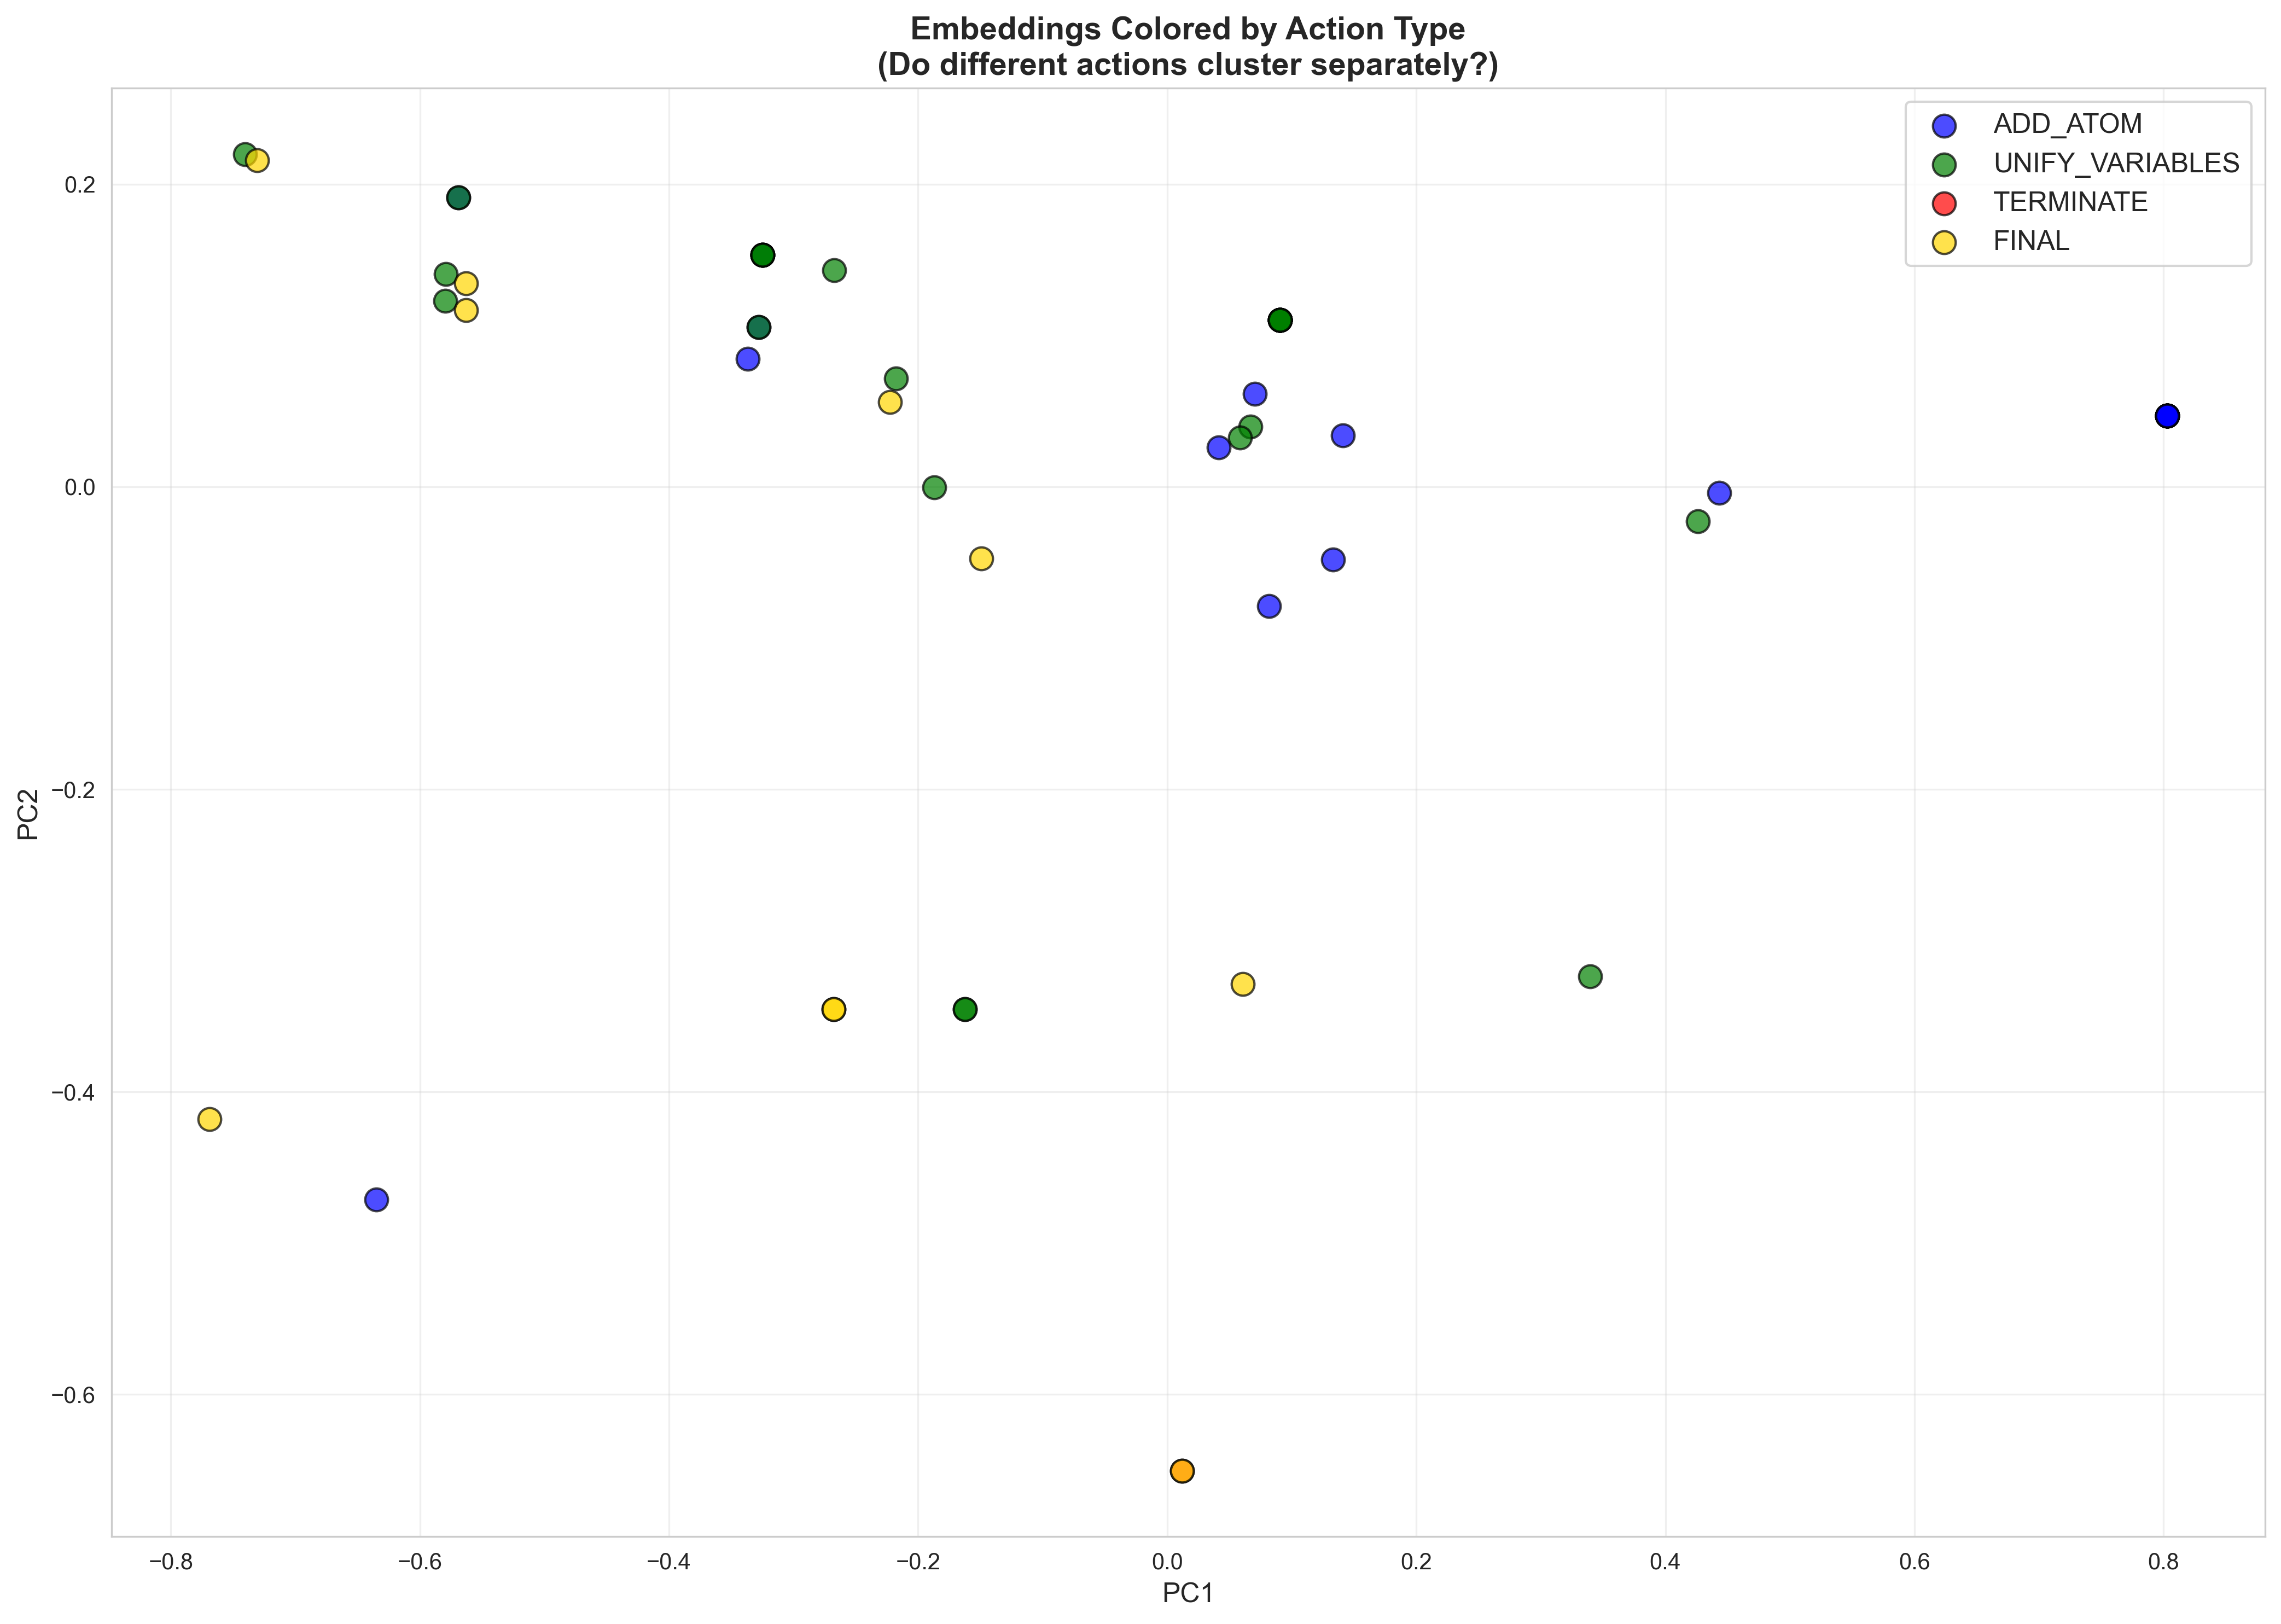 Embeddings Colored by Action Type
(Do different actions cluster separately?)
ADD_ATOM
UNIFY_VARIABLES
TERMINATE
FINAL
0.2
0.0
−0.2
−0.4
−0.6
PC2
−0.8
−0.6
−0.4
−0.2
0.0
0.2
0.4
0.6
0.8
PC1